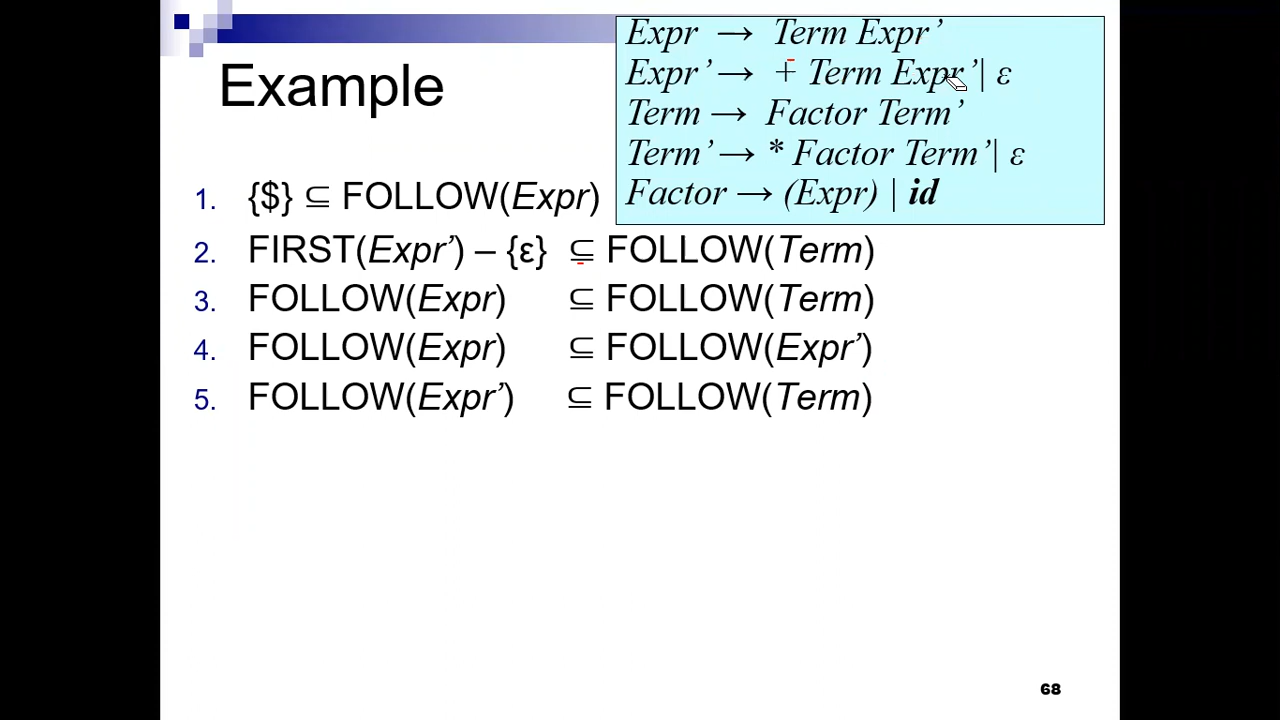 Expr → Term Expr’
Expr’ → + Term Expr’| ε
Term → Factor Term’
Term’ → * Factor Term’| ε
Factor → (Expr) | id
Example
1. {$} ⊆ FOLLOW(Expr)
2. FIRST(Expr’) – {ε} ⊆ FOLLOW(Term)
3. FOLLOW(Expr) ⊆ FOLLOW(Term)
4. FOLLOW(Expr) ⊆ FOLLOW(Expr’)
5. FOLLOW(Expr’) ⊆ FOLLOW(Term)
68